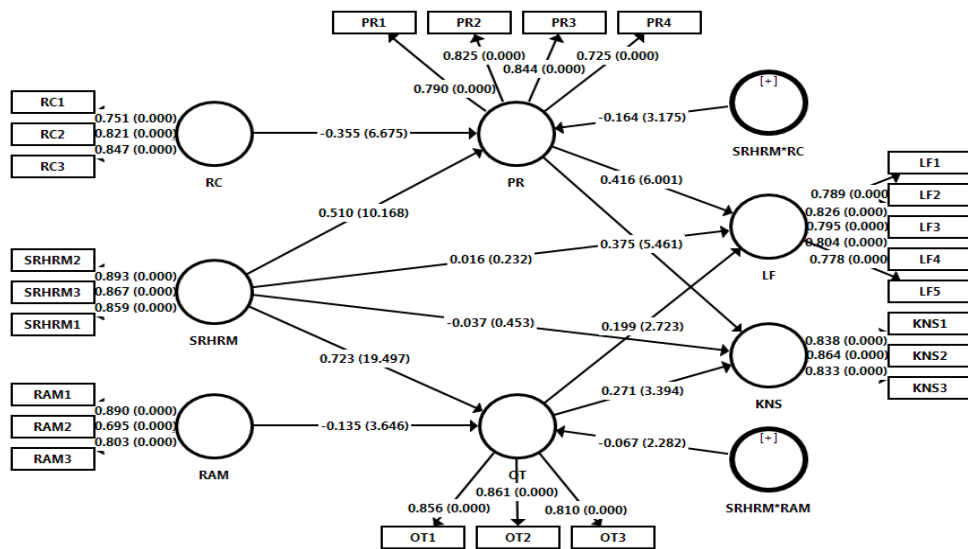 PR1
PR2
PR3
PR4
0.825 (0.000)
0.725 (0.000)
0.844 (0.000)
0.790 (0.000)
[+]
RC1
RC2
RC3
0.751 (0.000)
0.821 (0.000)
0.847 (0.000)
-0.355 (6.675)
-0.164 (3.175)
RC
PR
SRHRM*RC
0.510 (10.168)
0.416 (6.001)
LF1
LF2
LF3
LF4
LF5
0.789 (0.000
0.826 (0.000)
0.795 (0.000)
0.804 (0.000)
0.778 (0.000
SRHRM2
SRHRM3
SRHRM1
0.893 (0.000)
0.867 (0.000)
0.859 (0.000)
0.016 (0.232)
0.375 (5.461)
LF
SRHRM
-0.037 (0.453)
0.199 (2.723)
KNS1
KNS2
KNS3
0.838 (0.000)
0.864 (0.000)
0.833 (0.000)
0.723 (19.497)
0.271 (3.394)
KNS
RAM1
RAM2
RAM3
0.890 (0.000)
0.695 (0.000)
0.803 (0.000)
-0.135 (3.646)
-0.067 (2.282)
[+]
RAM
OT
SRHRM*RAM
0.856 (0.000)
0.861 (0.000)
0.810 (0.000)
OT1
OT2
OT3